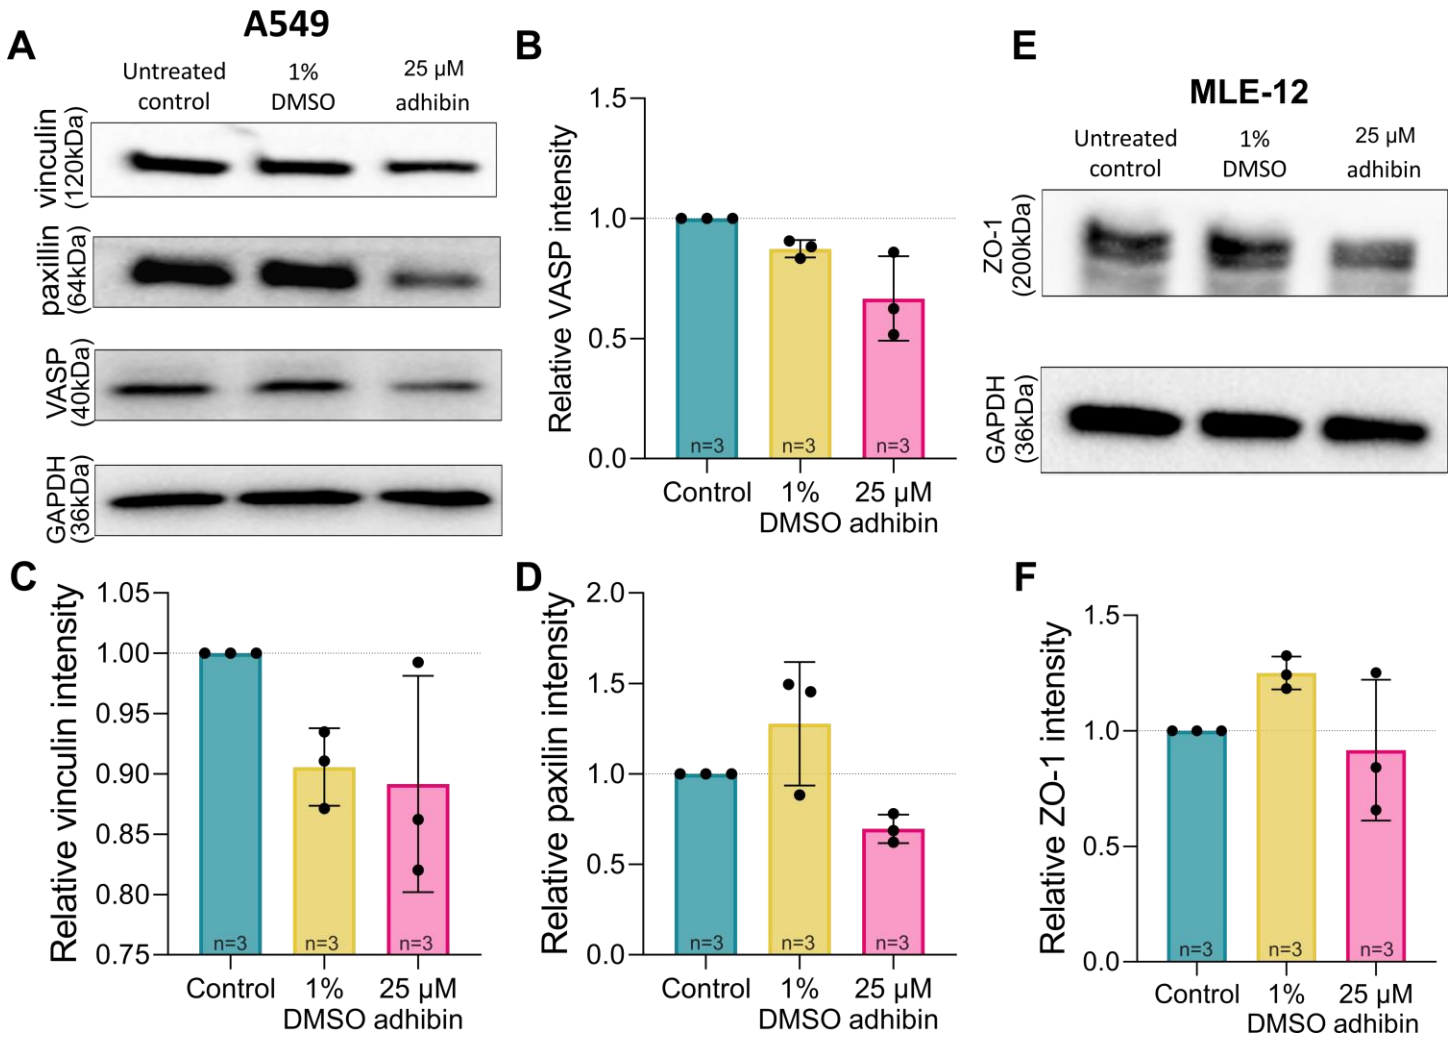 A549
A
Untreated control
1% DMSO
25 µM adhibin
vinculin (120kDa)
paxillin (64kDa)
VASP (40kDa)
GAPDH (36kDa)
B
Relative VASP intensity
1.5
1.0
0.5
0.0
n=3
n=3
n=3
Control
1% DMSO
25 µM adhibin
E
MLE-12
Untreated control
1% DMSO
25 µM adhibin
ZO-1 (200kDa)
GAPDH (36kDa)
C
Relative vinculin intensity
1.05
1.00
0.95
0.90
0.85
0.80
0.75
n=3
n=3
n=3
Control
1% DMSO
25 µM adhibin
D
Relative paxilin intensity
2.0
1.5
1.0
0.5
0.0
n=3
n=3
n=3
Control
1% DMSO
25 µM adhibin
F
Relative ZO-1 intensity
1.5
1.0
0.5
0.0
n=3
n=3
n=3
Control
1% DMSO
25 µM adhibin